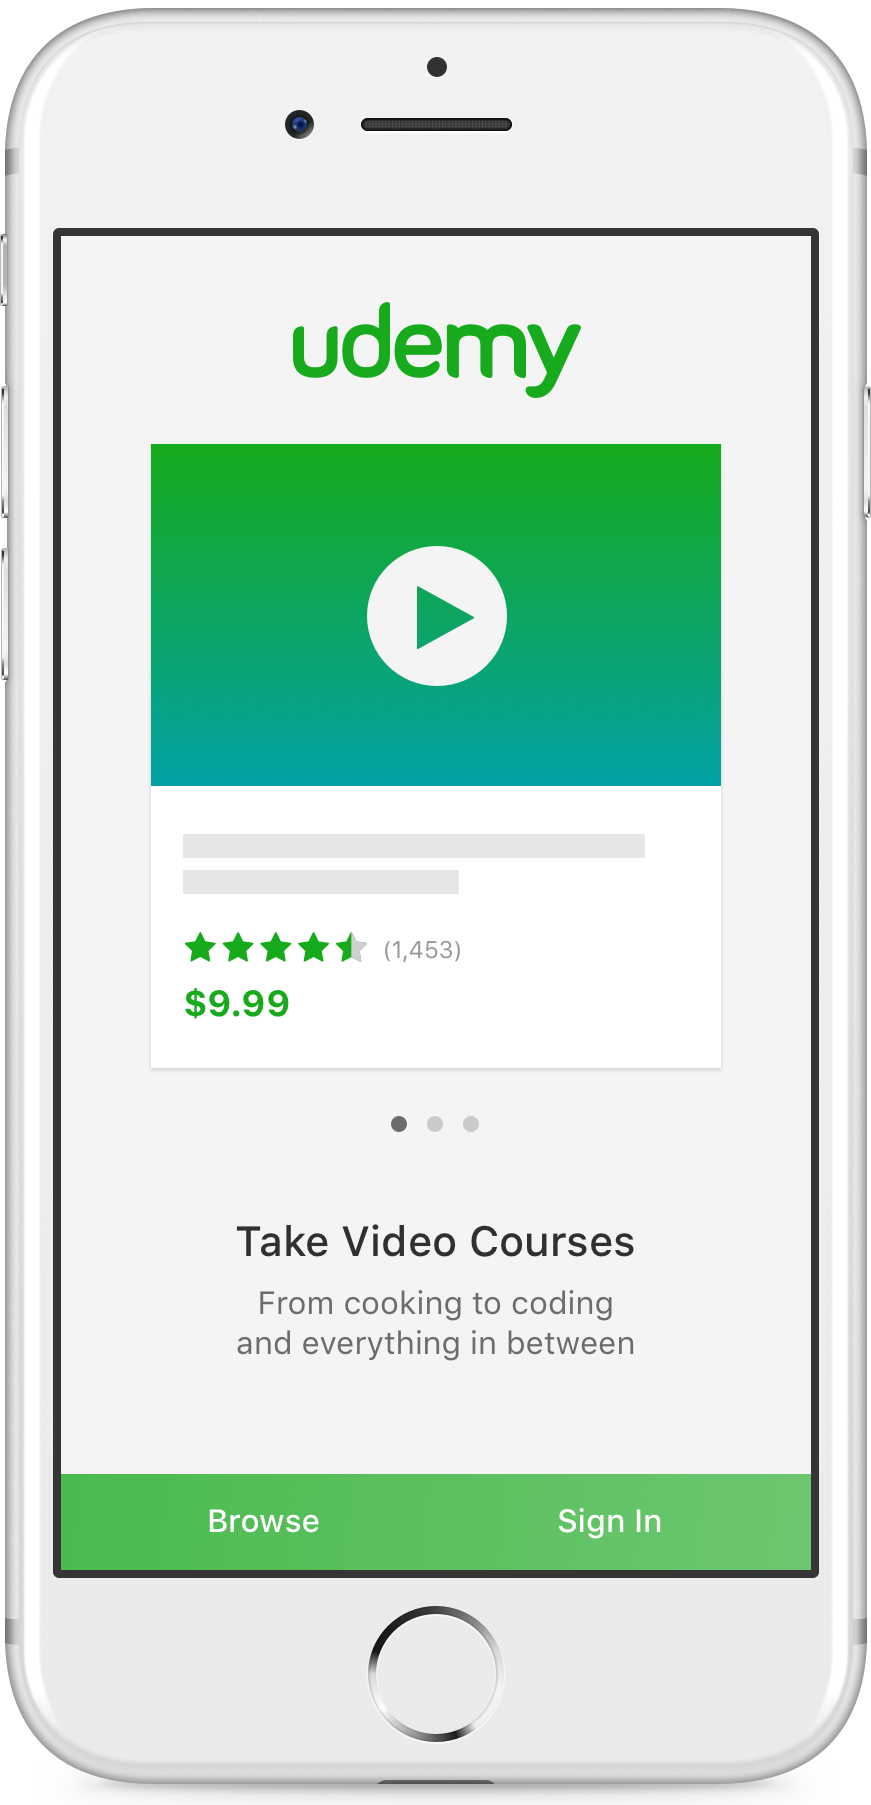 udemy
(1,453)
$9.99
Take Video Courses
From cooking to coding
and everything in between
Browse
Sign In